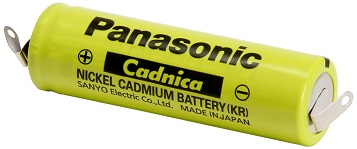 Panasonic
Cadnica
NICKEL CADMIUM BATTERY(KR)
SANYO Electric Co.,Ltd. MADE IN JAPAN